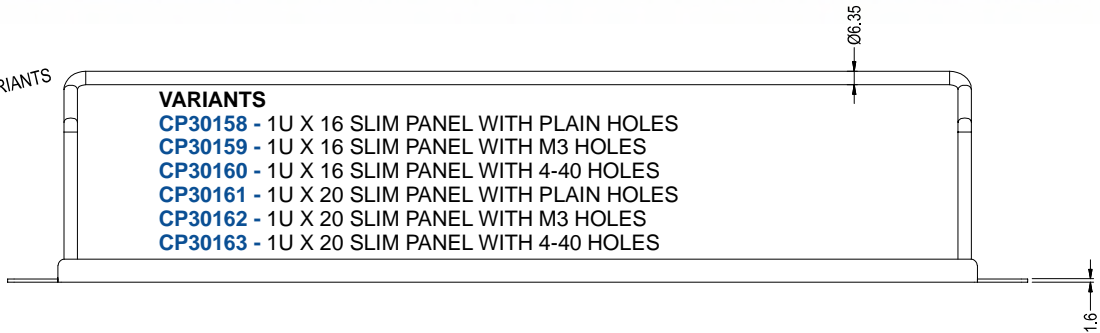 Ø6.35
RIANTS
VARIANTS
CP30158 - 1U X 16 SLIM PANEL WITH PLAIN HOLES
CP30159 - 1U X 16 SLIM PANEL WITH M3 HOLES
CP30160 - 1U X 16 SLIM PANEL WITH 4-40 HOLES
CP30161 - 1U X 20 SLIM PANEL WITH PLAIN HOLES
CP30162 - 1U X 20 SLIM PANEL WITH M3 HOLES
CP30163 - 1U X 20 SLIM PANEL WITH 4-40 HOLES
1.6